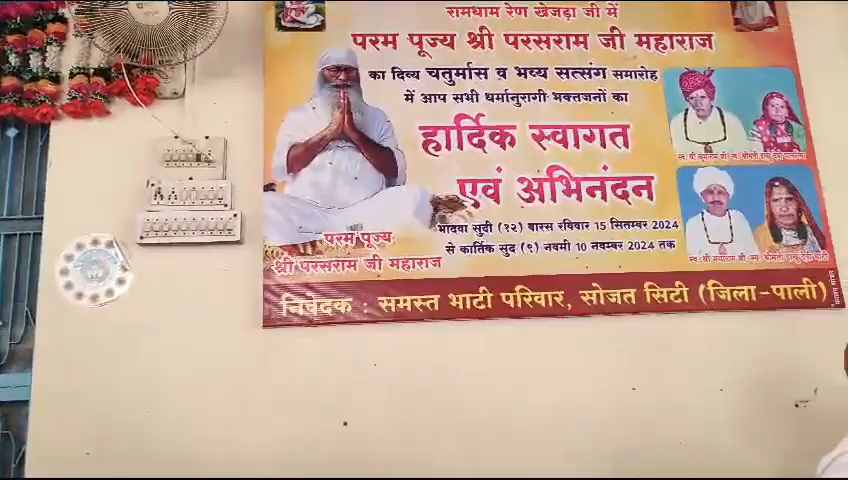 रामधाम रेण खेजड़ा जी में
परम पूज्य श्री परसराम जी महाराज
का दिव्य चतुर्मास व भव्य सत्संग समारोह
में आप सभी धर्मानुरागी भक्तजनों का
हार्दिक स्वागत
एवं अभिनंदन
भादवा सुदी (१२) बारस रविवार 15 सितम्बर 2024
से कार्तिक सुद (९) नवमी 10 नवम्बर 2024 तक
परम पूज्य
श्री परसराम जी महाराज
निवेदक : समस्त भाटी परिवार, सोजत सिटी (जिला-पाली)